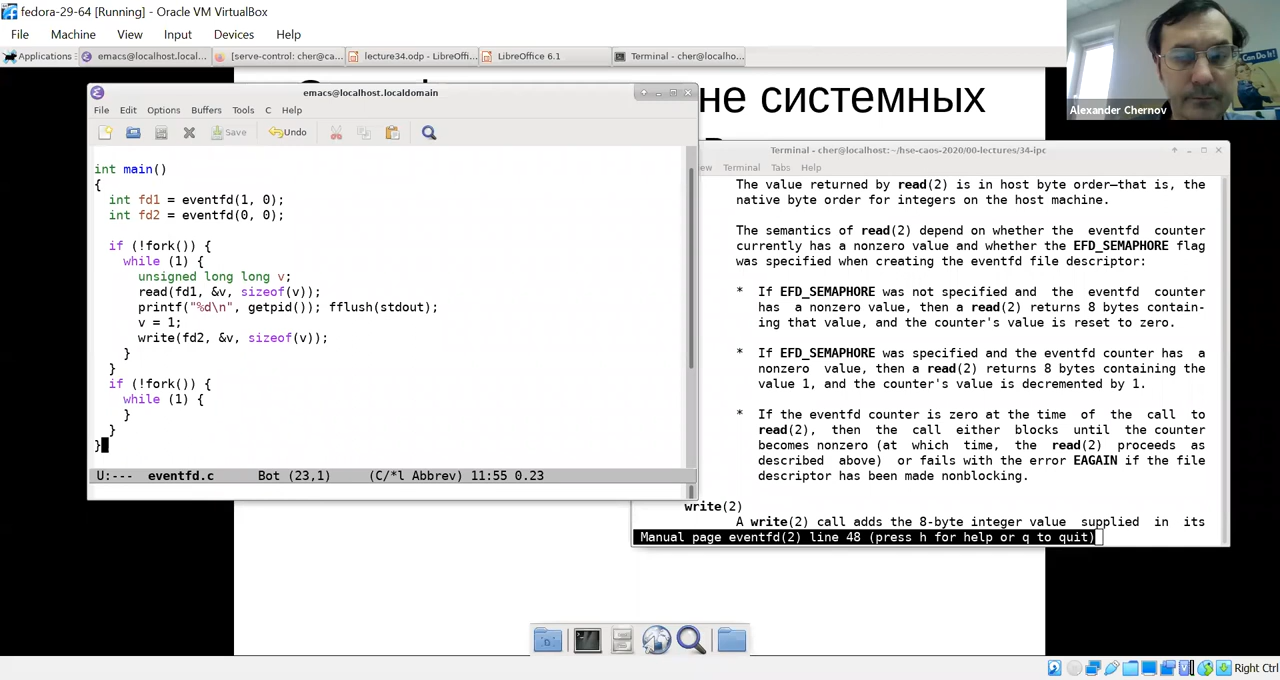 fedora-29-64 [Running] - Oracle VM VirtualBox
File Machine View Input Devices Help
Applications emacs@localhost.local... [serve-control: cher@ca... lecture34.odp - LibreOffi... LibreOffice 6.1 Terminal - cher@localho...
Can Do It!
Alexander Chernov
не системных
emacs@localhost.localdomain
File Edit Options Buffers Tools C Help
Save Undo
int main()
{
int fd1 = eventfd(1, 0);
int fd2 = eventfd(0, 0);
if (!fork()) {
while (1) {
unsigned long long v;
read(fd1, &v, sizeof(v));
printf("%d\n", getpid()); fflush(stdout);
v = 1;
write(fd2, &v, sizeof(v));
}
}
if (!fork()) {
while (1) {
}
}
}
U:--- eventfd.c Bot (23,1) (C/*l Abbrev) 11:55 0.23
Terminal - cher@localhost:~/hse-caos-2020/00-lectures/34-ipc
ew Terminal Tabs Help
The value returned by read(2) is in host byte order—that is, the
native byte order for integers on the host machine.
The semantics of read(2) depend on whether the eventfd counter
currently has a nonzero value and whether the EFD_SEMAPHORE flag
was specified when creating the eventfd file descriptor:
* If EFD_SEMAPHORE was not specified and the eventfd counter
has a nonzero value, then a read(2) returns 8 bytes contain‐
ing that value, and the counter's value is reset to zero.
* If EFD_SEMAPHORE was specified and the eventfd counter has a
nonzero value, then a read(2) returns 8 bytes containing the
value 1, and the counter's value is decremented by 1.
* If the eventfd counter is zero at the time of the call to
read(2), then the call either blocks until the counter
becomes nonzero (at which time, the read(2) proceeds as
described above) or fails with the error EAGAIN if the file
descriptor has been made nonblocking.
write(2)
A write(2) call adds the 8-byte integer value supplied in its
Manual page eventfd(2) line 48 (press h for help or q to quit)
Right Ctrl